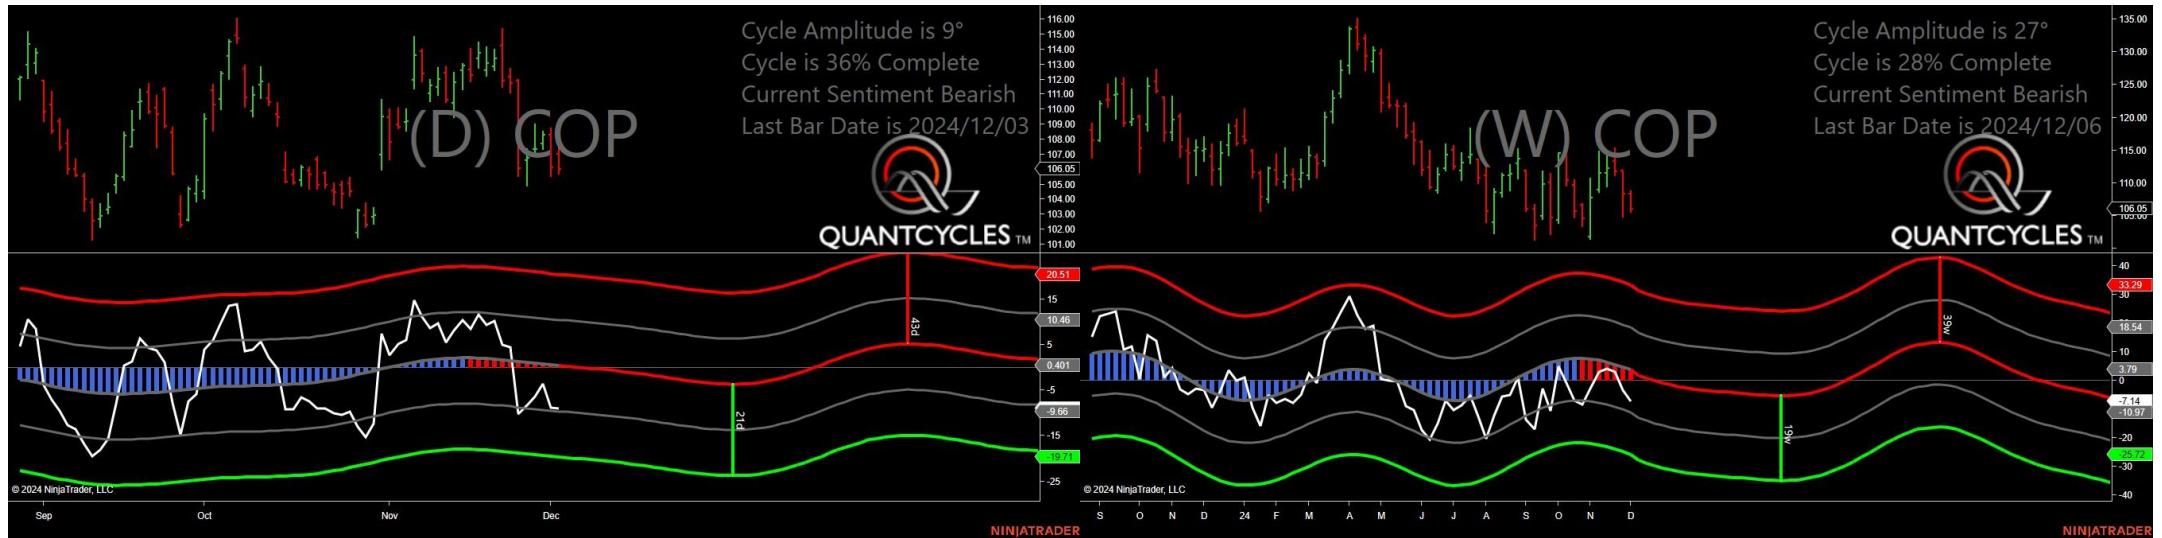 Cycle Amplitude is 9°
Cycle is 36% Complete
Current Sentiment Bearish
Last Bar Date is 2024/12/03
(D) COP
QUANTCYCLES TM
116.00
115.00
114.00
113.00
112.00
111.00
110.00
109.00
108.00
107.00
106.05
105.00
104.00
103.00
102.00
101.00
20.51
15
10.46
5
0.401
-5
-9.66
-15
-19.71
-25
43d
21d
© 2024 NinjaTrader, LLC
Sep
Oct
Nov
Dec
NINJATRADER
Cycle Amplitude is 27°
Cycle is 28% Complete
Current Sentiment Bearish
Last Bar Date is 2024/12/06
(W) COP
QUANTCYCLES TM
135.00
130.00
125.00
120.00
115.00
110.00
106.05
105.00
40
33.29
30
18.54
10
3.79
0
-7.14
-10.97
-20
-25.72
-30
-40
39w
19w
© 2024 NinjaTrader, LLC
S
O
N
D
24
F
M
A
M
J
J
A
S
O
N
D
NINJATRADER